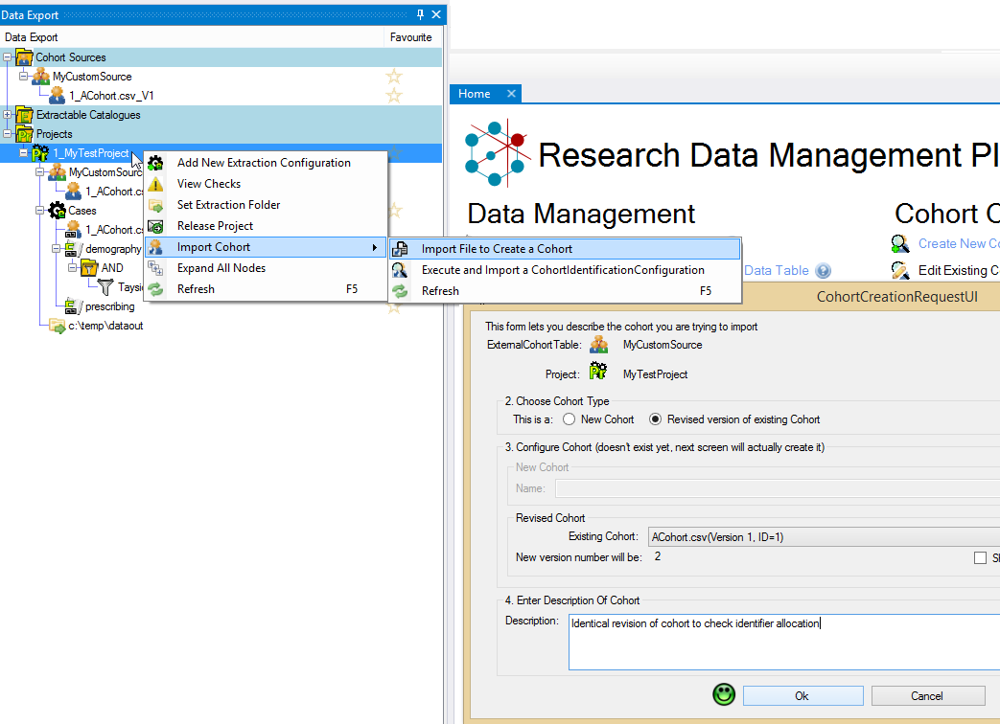 Data Export
Data Export Favourite
Cohort Sources
MyCustomSource
1_ACohort.csv_V1
Extractable Catalogues
Projects
1_MyTestProject
MyCustomSourc
1_ACohort.cs
Cases
1_ACohort.cs
/ demography
AND
Taysi
/ prescribing
c:\temp\dataout
Add New Extraction Configuration
View Checks
Set Extraction Folder
Release Project
Import Cohort
Expand All Nodes
Refresh F5
Import File to Create a Cohort
Execute and Import a CohortIdentificationConfiguration
Refresh F5
Home
Research Data Management Pl
Data Management
Cohort C
Create New Co
Data Table
Edit Existing C
CohortCreationRequestUI
This form lets you describe the cohort you are trying to import
ExternalCohortTable: MyCustomSource
Project: MyTestProject
2. Choose Cohort Type
This is a: New Cohort Revised version of existing Cohort
3. Configure Cohort (doesn't exist yet, next screen will actually create it)
New Cohort
Name:
Revised Cohort
Existing Cohort: ACohort.csv(Version 1, ID=1)
New version number will be: 2
4. Enter Description Of Cohort
Description: Identical revision of cohort to check identifier allocation
Ok Cancel